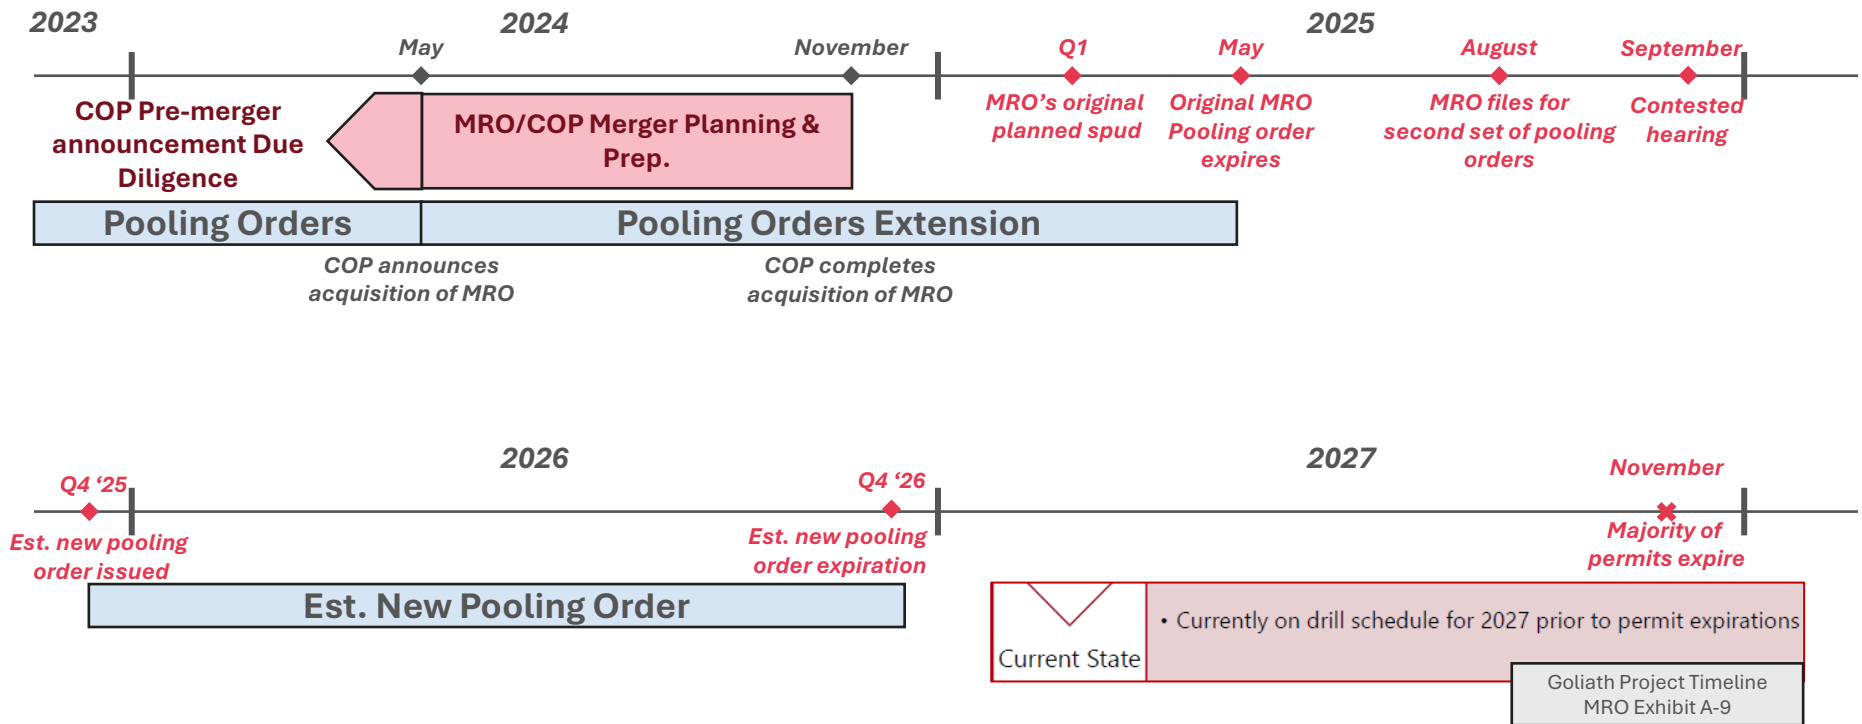 2023
2024
2025
May
November
Q1
May
August
September
COP Pre-merger
announcement Due
Diligence
MRO/COP Merger Planning &
Prep.
MRO’s original
planned spud
Original MRO
Pooling order
expires
MRO files for
second set of pooling
orders
Contested
hearing
Pooling Orders
Pooling Orders Extension
COP announces
acquisition of MRO
COP completes
acquisition of MRO
2026
2027
Q4 ‘25
Q4 ‘26
November
Est. new pooling
order issued
Est. new pooling
order expiration
Majority of
permits expire
Est. New Pooling Order
Current State
• Currently on drill schedule for 2027 prior to permit expirations
Goliath Project Timeline
MRO Exhibit A-9